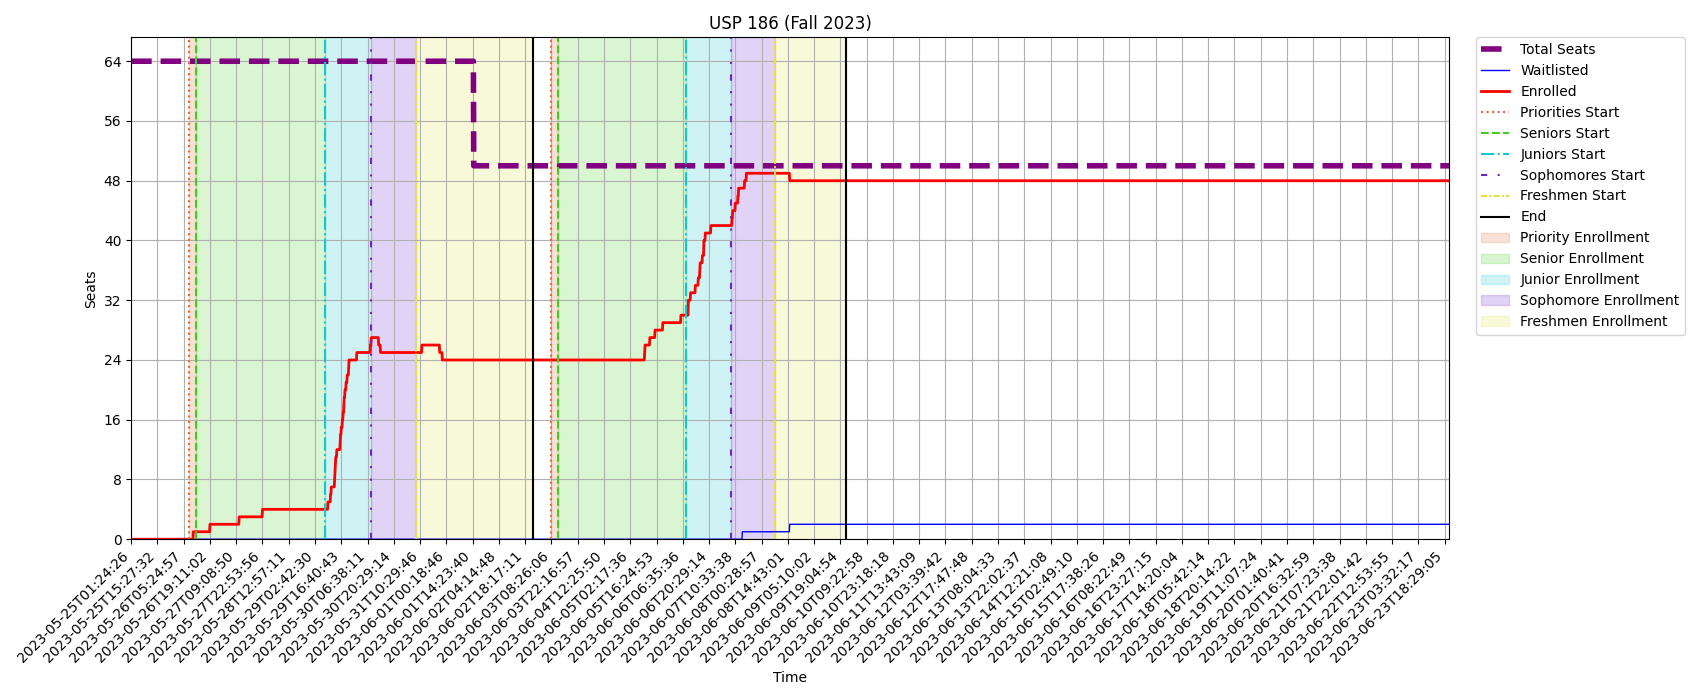 USP 186 (Fall 2023)
Seats
64
56
48
40
32
24
16
8
0
2023-05-25T01:24:26
2023-05-25T15:27:32
2023-05-26T05:24:57
2023-05-26T19:11:02
2023-05-27T09:08:50
2023-05-27T22:53:56
2023-05-28T12:57:11
2023-05-29T02:42:30
2023-05-29T16:40:43
2023-05-30T06:38:11
2023-05-30T20:29:14
2023-05-31T10:29:46
2023-06-01T00:18:46
2023-06-01T14:23:40
2023-06-02T04:14:48
2023-06-02T18:17:11
2023-06-03T08:26:06
2023-06-03T22:16:57
2023-06-04T12:25:50
2023-06-05T02:17:36
2023-06-05T16:24:53
2023-06-06T06:35:36
2023-06-06T20:29:14
2023-06-07T10:33:38
2023-06-08T00:28:57
2023-06-08T14:43:01
2023-06-09T05:10:02
2023-06-09T19:04:54
2023-06-10T09:22:58
2023-06-10T23:18:18
2023-06-11T13:43:09
2023-06-12T03:39:42
2023-06-12T17:47:48
2023-06-13T08:04:33
2023-06-13T22:02:37
2023-06-14T12:21:08
2023-06-15T02:49:10
2023-06-15T17:38:26
2023-06-16T08:22:49
2023-06-16T23:27:15
2023-06-17T14:20:04
2023-06-18T05:42:14
2023-06-18T20:14:22
2023-06-19T11:07:24
2023-06-20T01:40:41
2023-06-20T16:32:59
2023-06-21T07:23:38
2023-06-21T22:01:42
2023-06-22T12:53:55
2023-06-23T03:32:17
2023-06-23T18:29:05
Time
Total Seats
Waitlisted
Enrolled
Priorities Start
Seniors Start
Juniors Start
Sophomores Start
Freshmen Start
End
Priority Enrollment
Senior Enrollment
Junior Enrollment
Sophomore Enrollment
Freshmen Enrollment